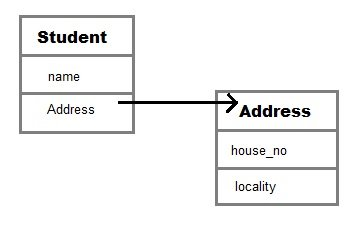 Student
name
Address
Address
house_no
locality